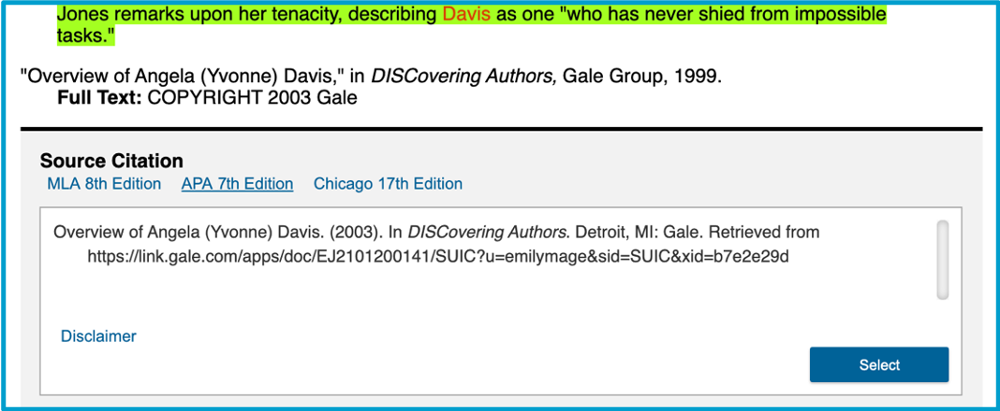 Jones remarks upon her tenacity, describing Davis as one "who has never shied from impossible
tasks."
"Overview of Angela (Yvonne) Davis," in DISCovering Authors, Gale Group, 1999.
Full Text: COPYRIGHT 2003 Gale
Source Citation
MLA 8th Edition APA 7th Edition Chicago 17th Edition
Overview of Angela (Yvonne) Davis. (2003). In DISCovering Authors. Detroit, MI: Gale. Retrieved from
https://link.gale.com/apps/doc/EJ2101200141/SUIC?u=emilymage&sid=SUIC&xid=b7e2e29d
Disclaimer
Select